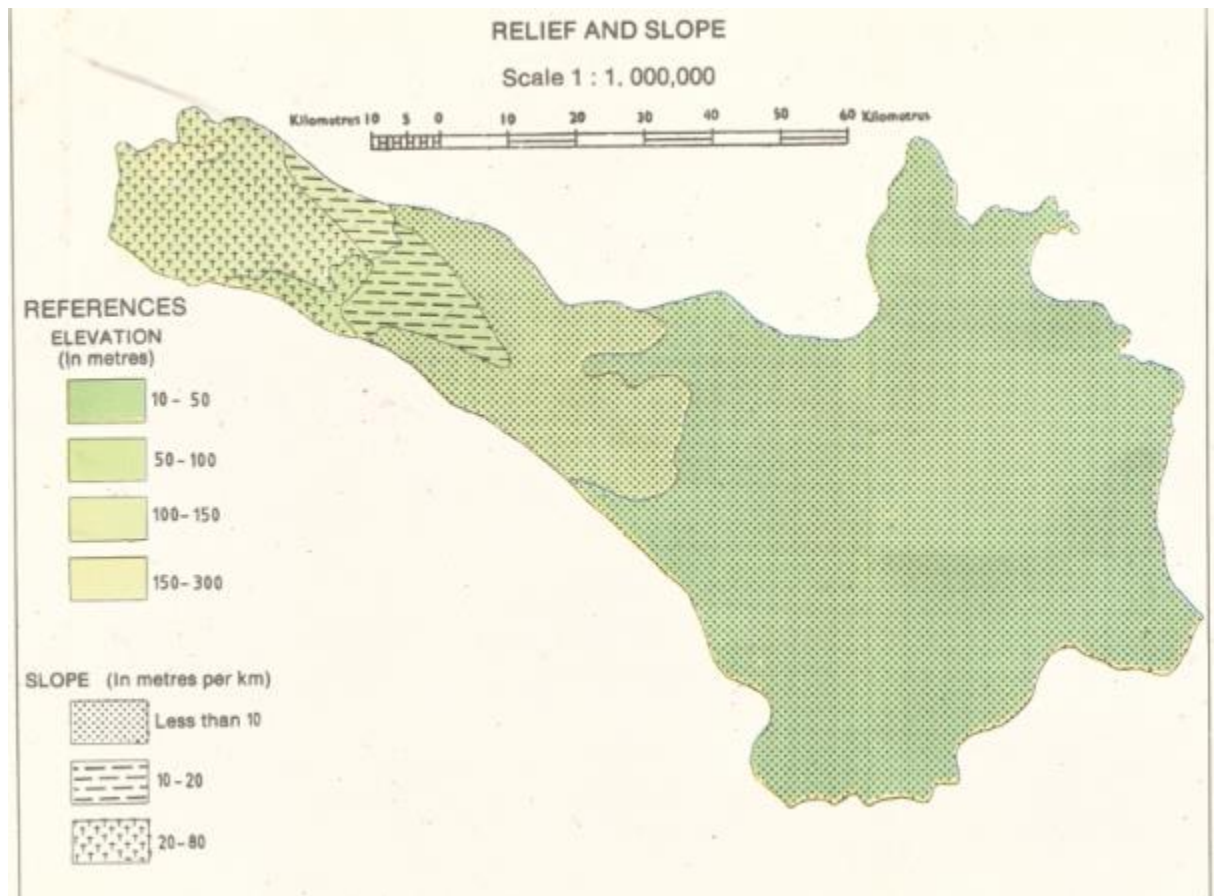 RELIEF AND SLOPE
Scale 1 : 1. 000,000
Kilometres 10 5 0 10 20 30 40 50 60 Kilometres
REFERENCES
ELEVATION
(In metres)
10 - 50
50 - 100
100 - 150
150 - 300
SLOPE (In metres per km)
Less than 10
10 - 20
20 - 80